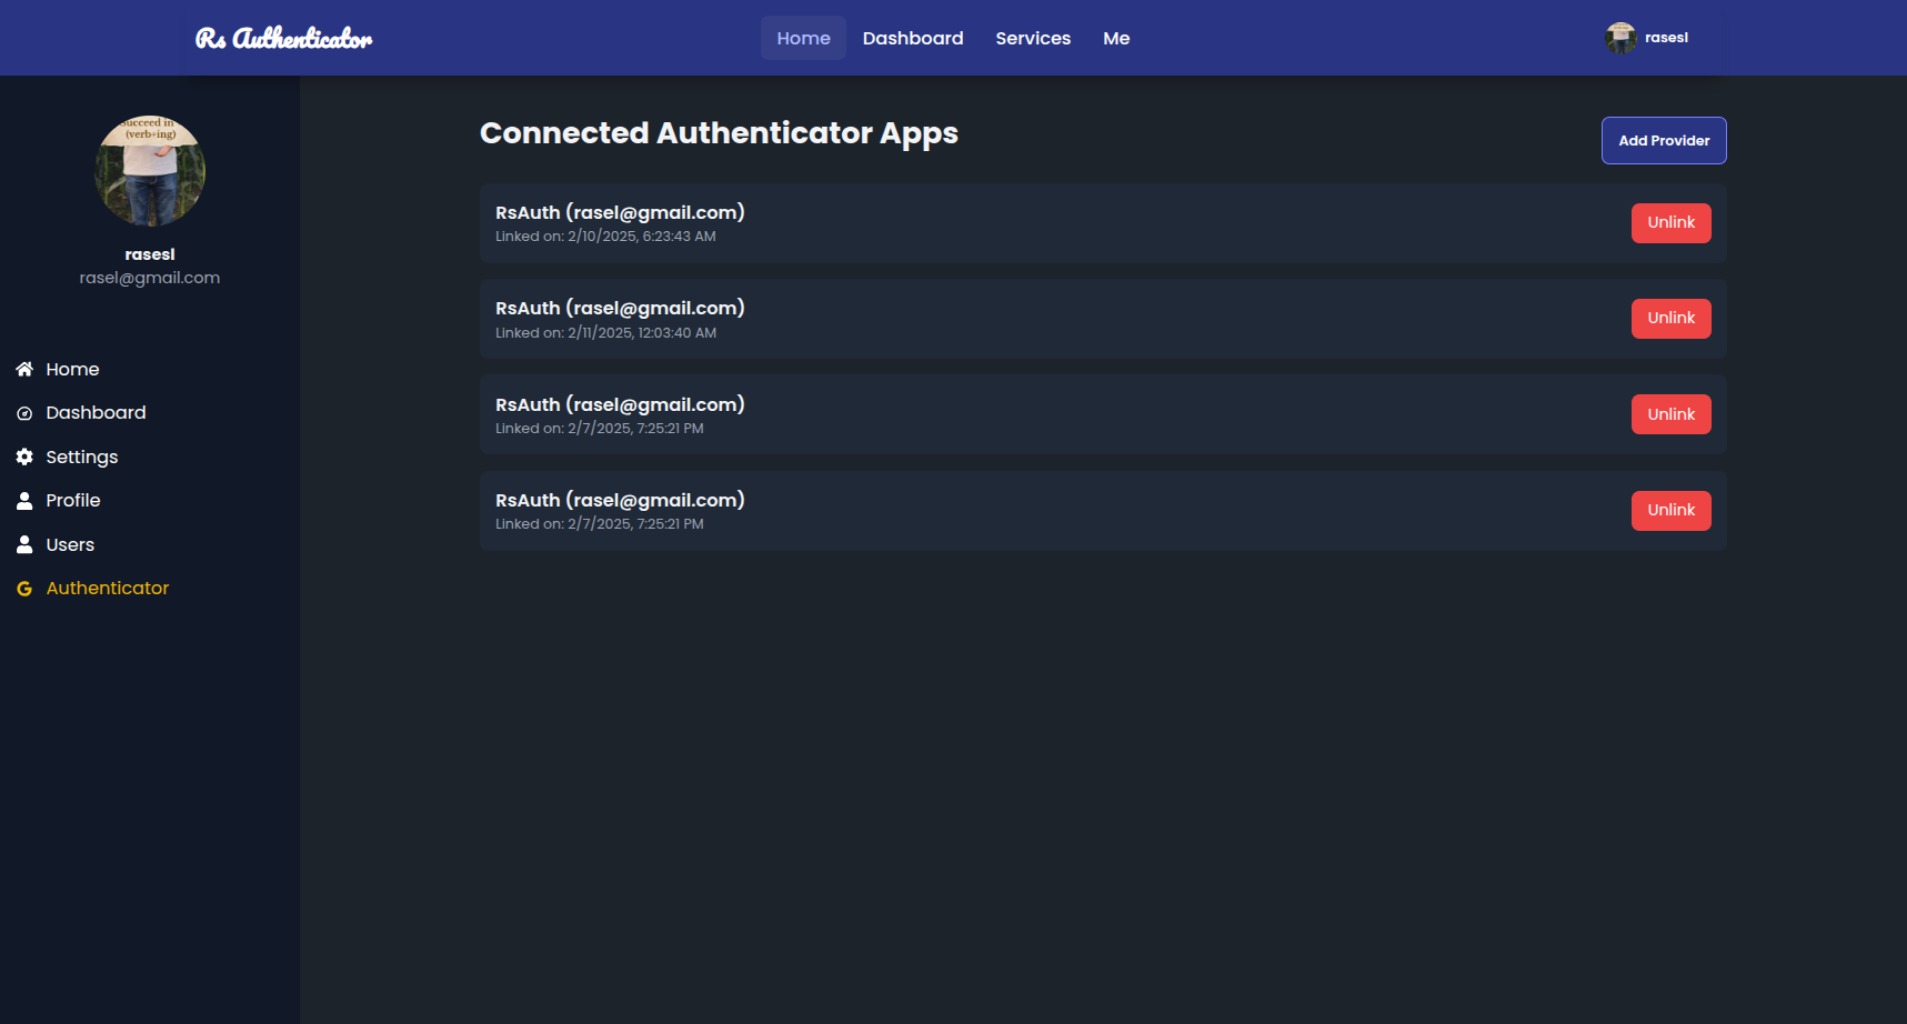 Rs Authenticator
Home
Dashboard
Services
Me
rasesl
Succeed in
(verb+ing)
rasesl
rasel@gmail.com
Home
Dashboard
Settings
Profile
Users
Authenticator
Connected Authenticator Apps
Add Provider
RsAuth (rasel@gmail.com)
Linked on: 2/10/2025, 6:23:43 AM
Unlink
RsAuth (rasel@gmail.com)
Linked on: 2/11/2025, 12:03:40 AM
Unlink
RsAuth (rasel@gmail.com)
Linked on: 2/7/2025, 7:25:21 PM
Unlink
RsAuth (rasel@gmail.com)
Linked on: 2/7/2025, 7:25:21 PM
Unlink